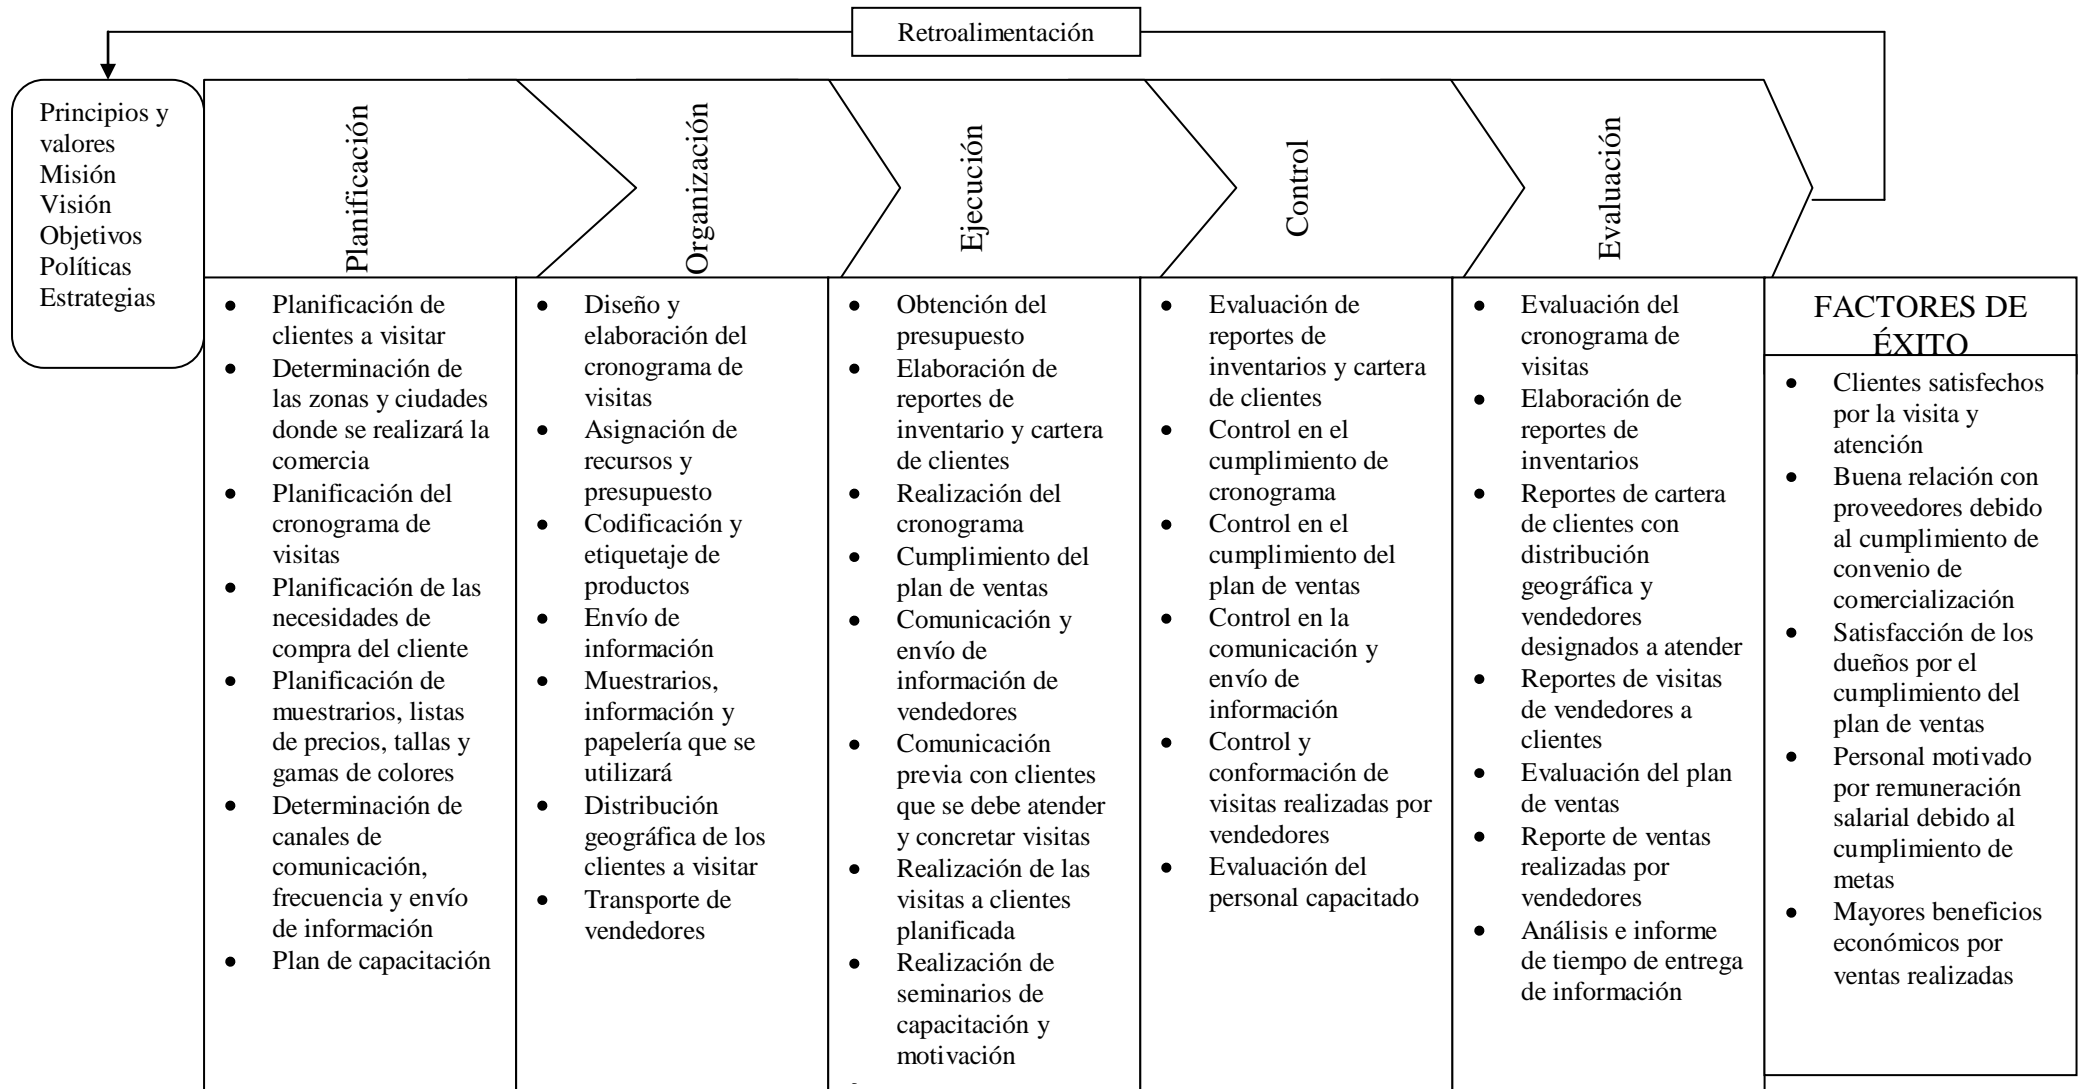 Retroalimentación
Principios y
valores
Misión
Visión
Objetivos
Políticas
Estrategias
Planificación
Organización
Ejecución
Control
Evaluación
• Planificación de
clientes a visitar
• Determinación de
las zonas y ciudades
donde se realizará la
comercia
• Planificación del
cronograma de
visitas
• Planificación de las
necesidades de
compra del cliente
• Planificación de
muestrarios, listas
de precios, tallas y
gamas de colores
• Determinación de
canales de
comunicación,
frecuencia y envío
de información
• Plan de capacitación
• Diseño y
elaboración del
cronograma de
visitas
• Asignación de
recursos y
presupuesto
• Codificación y
etiquetaje de
productos
• Envío de
información
• Muestrarios,
información y
papelería que se
utilizará
• Distribución
geográfica de los
clientes a visitar
• Transporte de
vendedores
• Obtención del
presupuesto
• Elaboración de
reportes de
inventario y cartera
de clientes
• Realización del
cronograma
• Cumplimiento del
plan de ventas
• Comunicación y
envío de
información de
vendedores
• Comunicación
previa con clientes
que se debe atender
y concretar visitas
• Realización de las
visitas a clientes
planificada
• Realización de
seminarios de
capacitación y
motivación
• Evaluación de
reportes de
inventarios y cartera
de clientes
• Control en el
cumplimiento de
cronograma
• Control en el
cumplimiento del
plan de ventas
• Control en la
comunicación y
envío de
información
• Control y
conformación de
visitas realizadas por
vendedores
• Evaluación del
personal capacitado
• Evaluación del
cronograma de
visitas
• Elaboración de
reportes de
inventarios
• Reportes de cartera
de clientes con
distribución
geográfica y
vendedores
designados a atender
• Reportes de visitas
de vendedores a
clientes
• Evaluación del plan
de ventas
• Reporte de ventas
realizadas por
vendedores
• Análisis e informe
de tiempo de entrega
de información
FACTORES DE
ÉXITO
• Clientes satisfechos
por la visita y
atención
• Buena relación con
proveedores debido
al cumplimiento de
convenio de
comercialización
• Satisfacción de los
dueños por el
cumplimiento del
plan de ventas
• Personal motivado
por remuneración
salarial debido al
cumplimiento de
metas
• Mayores beneficios
económicos por
ventas realizadas